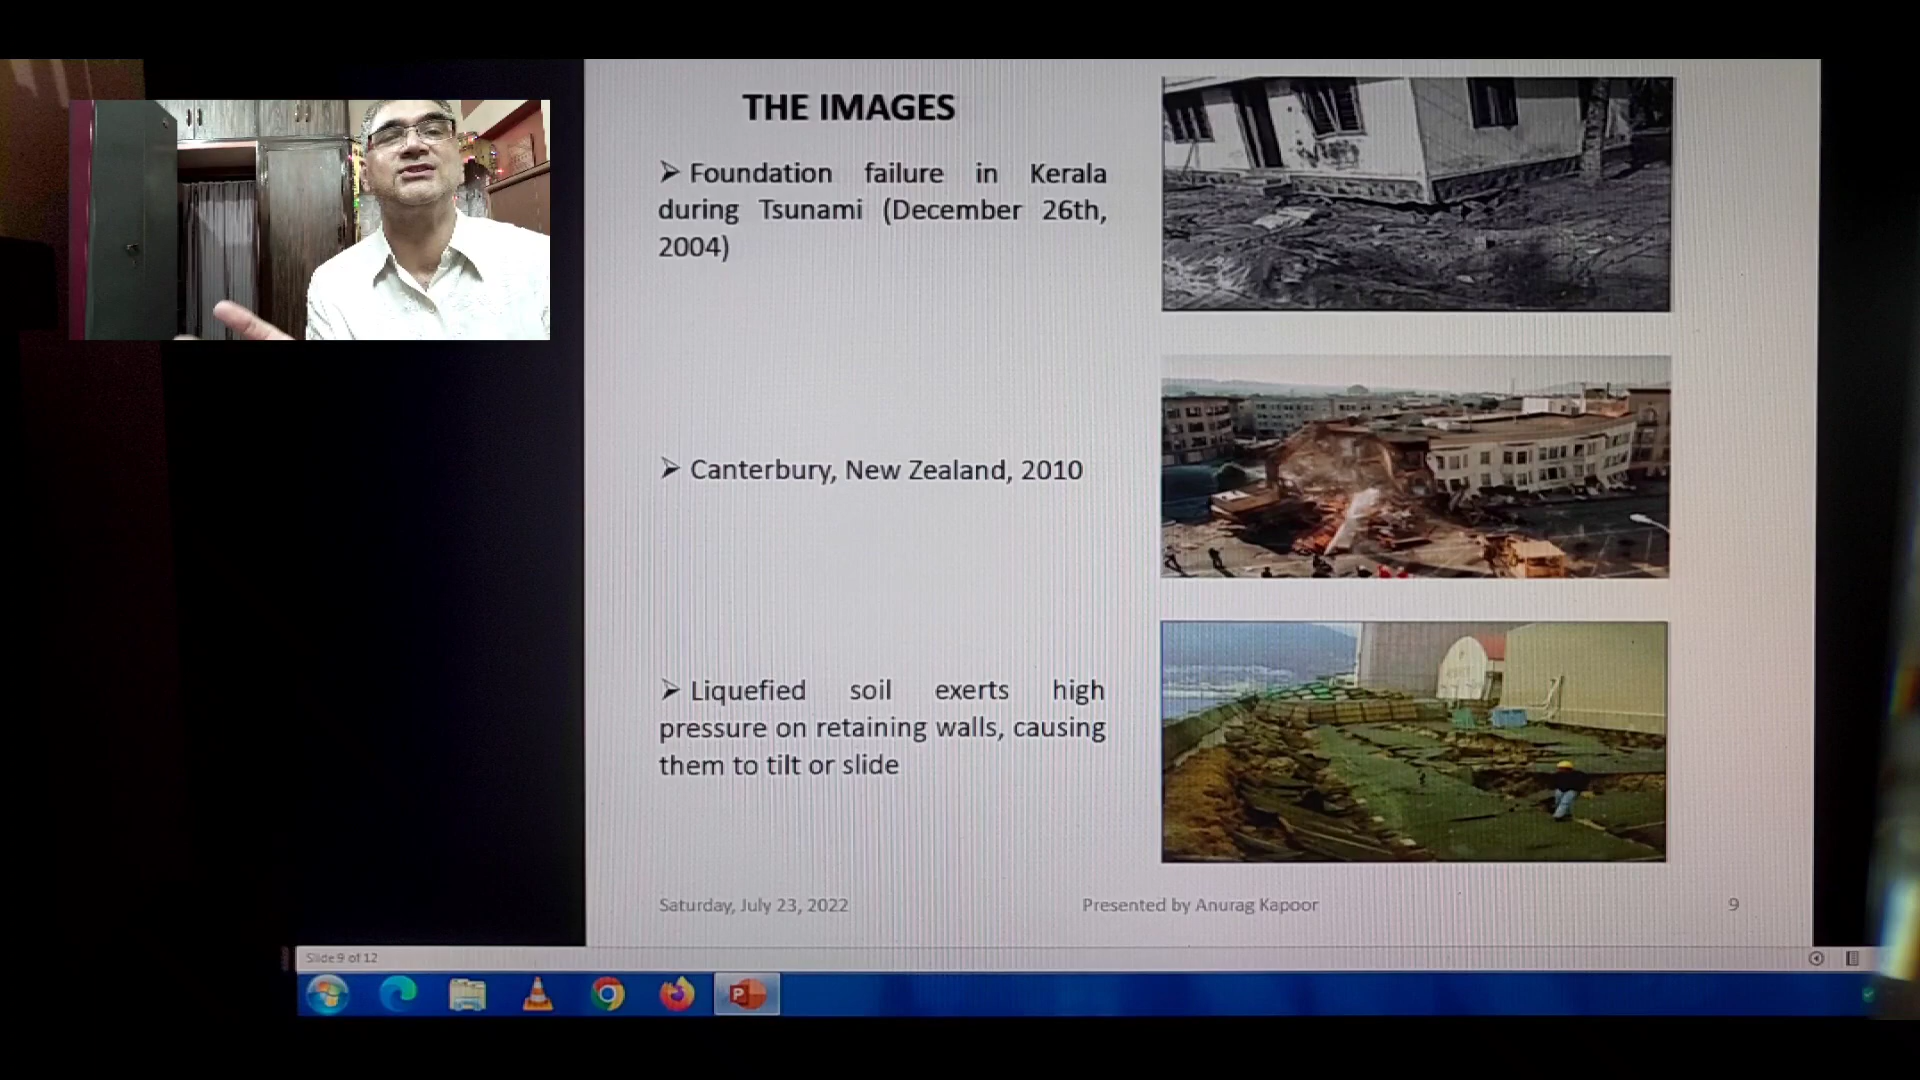 THE IMAGES
➢ Foundation failure in Kerala
during Tsunami (December 26th,
2004)
➢ Canterbury, New Zealand, 2010
➢ Liquefied soil exerts high
pressure on retaining walls, causing
them to tilt or slide
Saturday, July 23, 2022
Presented by Anurag Kapoor
9
Slide 9 of 12